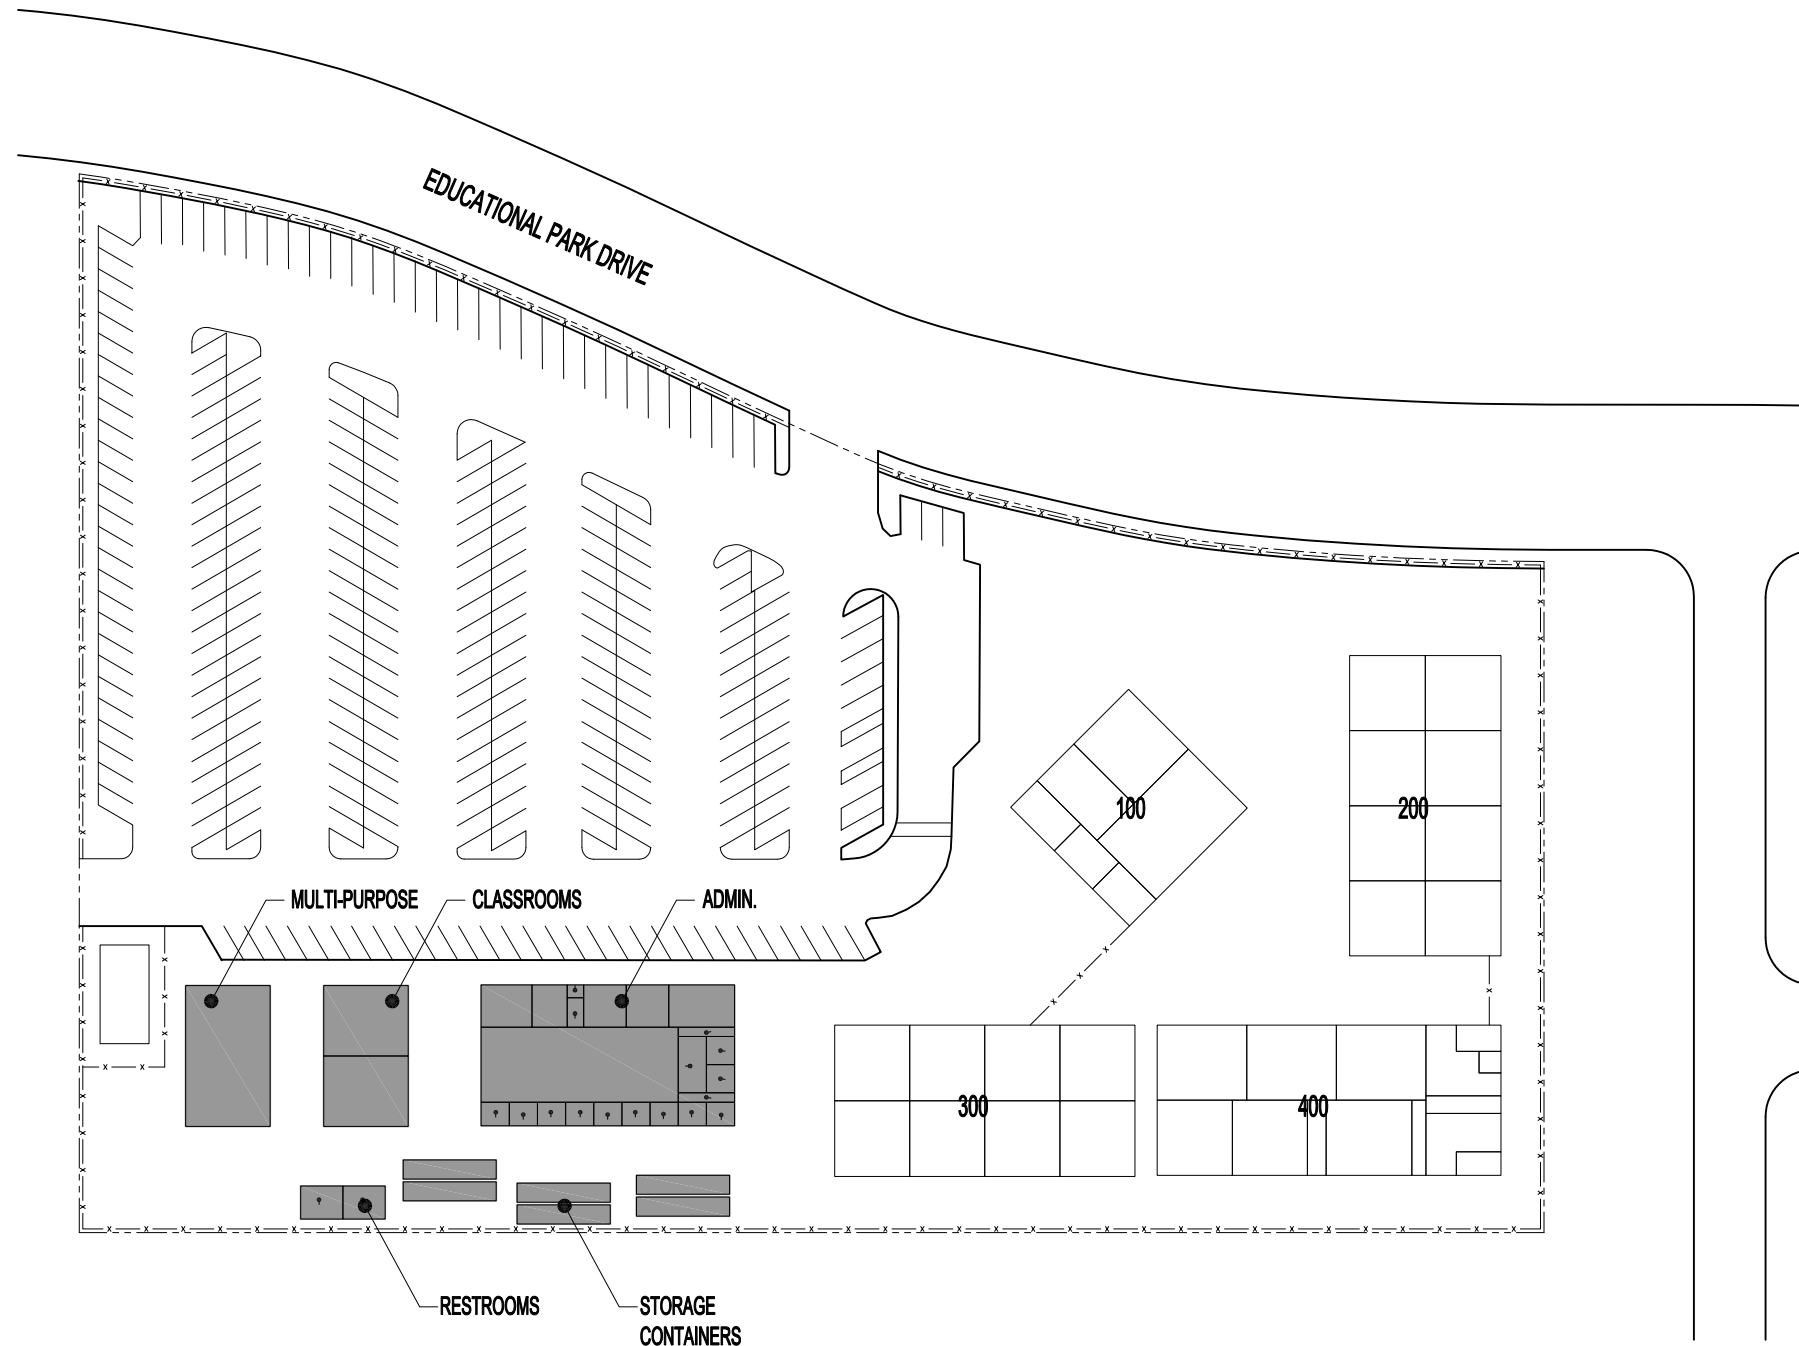 EDUCATIONAL PARK DRIVE
100
200
MULTI-PURPOSE
CLASSROOMS
ADMIN.
300
400
RESTROOMS
STORAGE
CONTAINERS